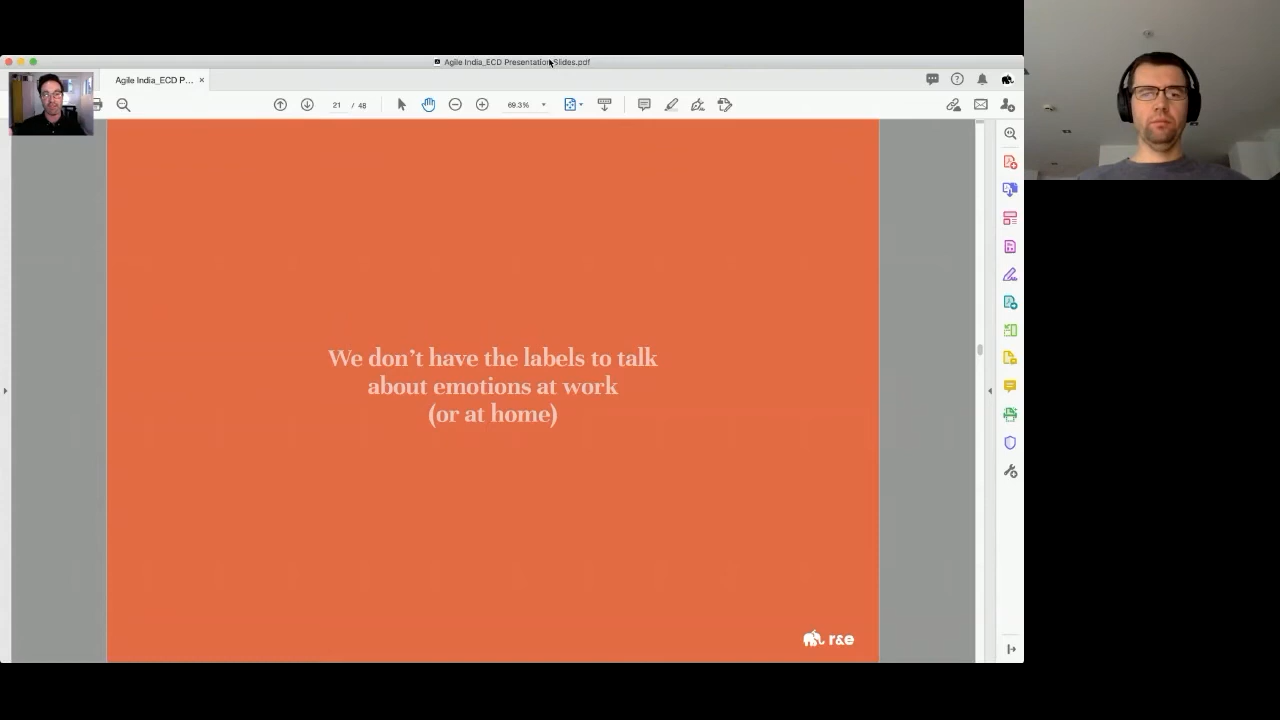 Agile India_ECD Presentation Slides.pdf
Agile India_ECD P...
21 / 48
69.3%
We don't have the labels to talk
about emotions at work
(or at home)
r&e